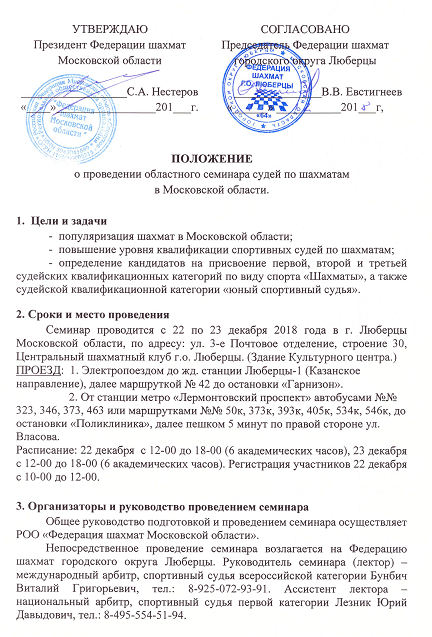 УТВЕРЖДАЮ
Президент Федерации шахмат
Московской области
С.А. Нестеров
« » 201 г.
СОГЛАСОВАНО
Председатель Федерации шахмат
городского округа Люберцы
В.В. Евстигнеев
201 г,
Федерация
шахмат
Московской
области
ФЕДЕРАЦИЯ
ШАХМАТ
Г.О. ЛЮБЕРЦЫ
«64»
ПОЛОЖЕНИЕ
о проведении областного семинара судей по шахматам
в Московской области.
1. Цели и задачи
- популяризация шахмат в Московской области;
- повышение уровня квалификации спортивных судей по шахматам;
- определение кандидатов на присвоение первой, второй и третьей
судейских квалификационных категорий по виду спорта «Шахматы», а также
судейской квалификационной категории «юный спортивный судья».
2. Сроки и место проведения
Семинар проводится с 22 по 23 декабря 2018 года в г. Люберцы
Московской области, по адресу: ул. 3-е Почтовое отделение, строение 30,
Центральный шахматный клуб г.о. Люберцы. (Здание Культурного центра.)
ПРОЕЗД: 1. Электропоездом до жд. станции Люберцы-1 (Казанское
направление), далее маршруткой № 42 до остановки «Гарнизон».
2. От станции метро «Лермонтовский проспект» автобусами №№
323, 346, 373, 463 или маршрутками №№ 50к, 373к, 393к, 405к, 534к, 546к, до
остановки «Поликлиника», далее пешком 5 минут по правой стороне ул.
Власова.
Расписание: 22 декабря с 12-00 до 18-00 (6 академических часов), 23 декабря
с 12-00 до 18-00 (6 академических часов). Регистрация участников 22 декабря
с 10-00 до 12-00.
3. Организаторы и руководство проведением семинара
Общее руководство подготовкой и проведением семинара осуществляет
РОО «Федерация шахмат Московской области».
Непосредственное проведение семинара возлагается на Федерацию
шахмат городского округа Люберцы. Руководитель семинара (лектор) –
международный арбитр, спортивный судья всероссийской категории Бунбич
Виталий Григорьевич, тел.: 8-925-072-93-91. Ассистент лектора –
национальный арбитр, спортивный судья первой категории Лезник Юрий
Давыдович, тел.: 8-495-554-51-94.